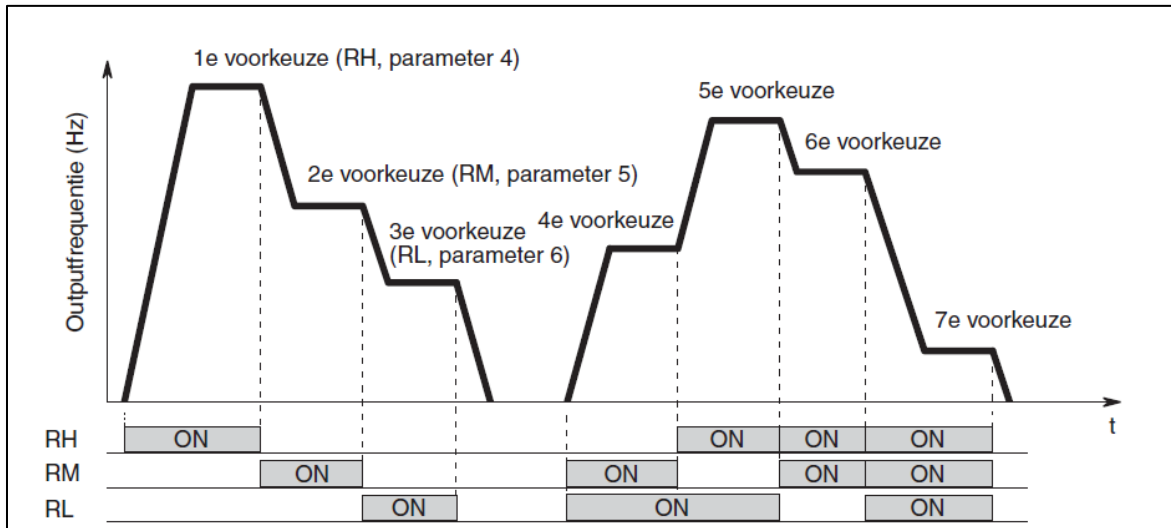 1e voorkeuze (RH, parameter 4)
5e voorkeuze
6e voorkeuze
2e voorkeuze (RM, parameter 5)
4e voorkeuze
3e voorkeuze
(RL, parameter 6)
7e voorkeuze
Outputfrequentie (Hz)
t
RH ON ON ON ON
RM ON ON ON ON
RL ON ON ON